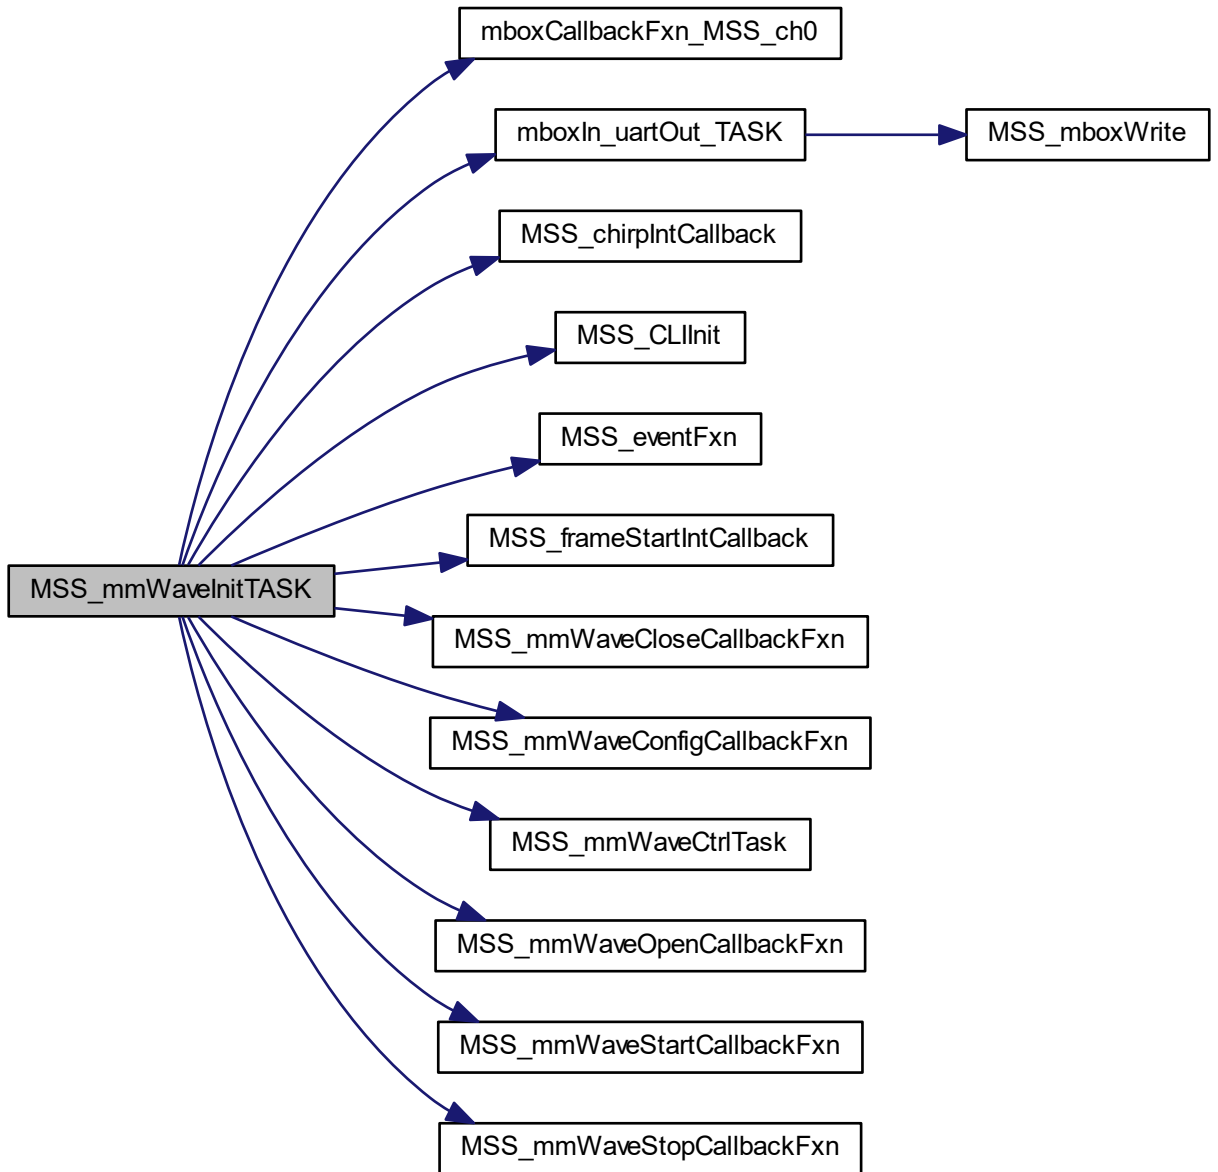 mboxCallbackFxn_MSS_ch0
mboxIn_uartOut_TASK
MSS_mboxWrite
MSS_chirpIntCallback
MSS_CLIInit
MSS_eventFxn
MSS_frameStartIntCallback
MSS_mmWaveInitTASK
MSS_mmWaveCloseCallbackFxn
MSS_mmWaveConfigCallbackFxn
MSS_mmWaveCtrlTask
MSS_mmWaveOpenCallbackFxn
MSS_mmWaveStartCallbackFxn
MSS_mmWaveStopCallbackFxn